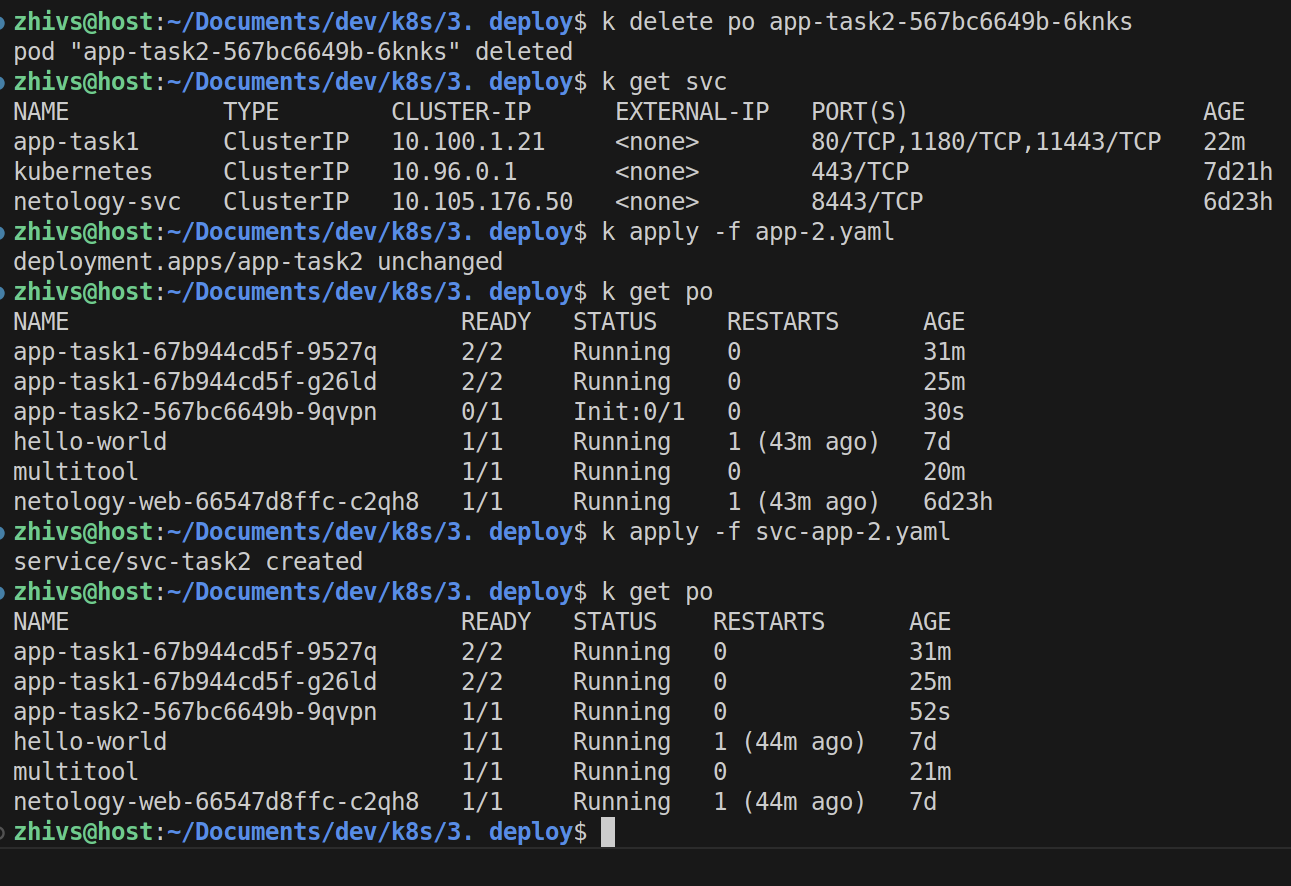 zhivs@host:~/Documents/dev/k8s/3. deploy$ k delete po app-task2-567bc6649b-6knks
pod "app-task2-567bc6649b-6knks" deleted
zhivs@host:~/Documents/dev/k8s/3. deploy$ k get svc
NAME           TYPE        CLUSTER-IP      EXTERNAL-IP   PORT(S)                     AGE
app-task1      ClusterIP   10.100.1.21     <none>        80/TCP,1180/TCP,11443/TCP   22m
kubernetes     ClusterIP   10.96.0.1       <none>        443/TCP                     7d21h
netology-svc   ClusterIP   10.105.176.50   <none>        8443/TCP                    6d23h
zhivs@host:~/Documents/dev/k8s/3. deploy$ k apply -f app-2.yaml
deployment.apps/app-task2 unchanged
zhivs@host:~/Documents/dev/k8s/3. deploy$ k get po
NAME                            READY   STATUS     RESTARTS      AGE
app-task1-67b944cd5f-9527q      2/2     Running    0             31m
app-task1-67b944cd5f-g26ld      2/2     Running    0             25m
app-task2-567bc6649b-9qvpn      0/1     Init:0/1   0             30s
hello-world                     1/1     Running    1 (43m ago)   7d
multitool                       1/1     Running    0             20m
netology-web-66547d8ffc-c2qh8   1/1     Running    1 (43m ago)   6d23h
zhivs@host:~/Documents/dev/k8s/3. deploy$ k apply -f svc-app-2.yaml
service/svc-task2 created
zhivs@host:~/Documents/dev/k8s/3. deploy$ k get po
NAME                            READY   STATUS    RESTARTS      AGE
app-task1-67b944cd5f-9527q      2/2     Running   0             31m
app-task1-67b944cd5f-g26ld      2/2     Running   0             25m
app-task2-567bc6649b-9qvpn      1/1     Running   0             52s
hello-world                     1/1     Running   1 (44m ago)   7d
multitool                       1/1     Running   0             21m
netology-web-66547d8ffc-c2qh8   1/1     Running   1 (44m ago)   7d
zhivs@host:~/Documents/dev/k8s/3. deploy$